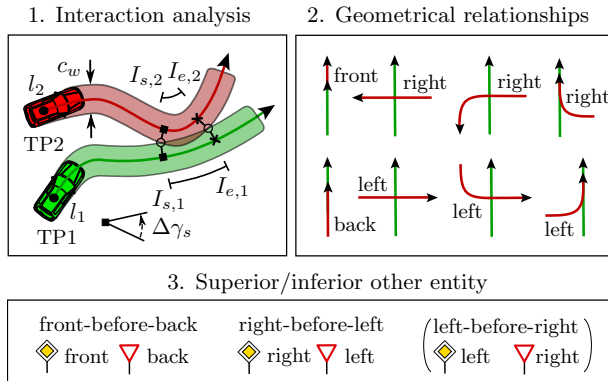 1. Interaction analysis
l₂
c_w
I_{s,2}
I_{e,2}
TP2
l₁
TP1
I_{s,1}
I_{e,1}
Δγ_s
2. Geometrical relationships
front
right
right
right
back
left
left
left
3. Superior/inferior other entity
front-before-back
front
back
right-before-left
right
left
(left-before-right
left
right)